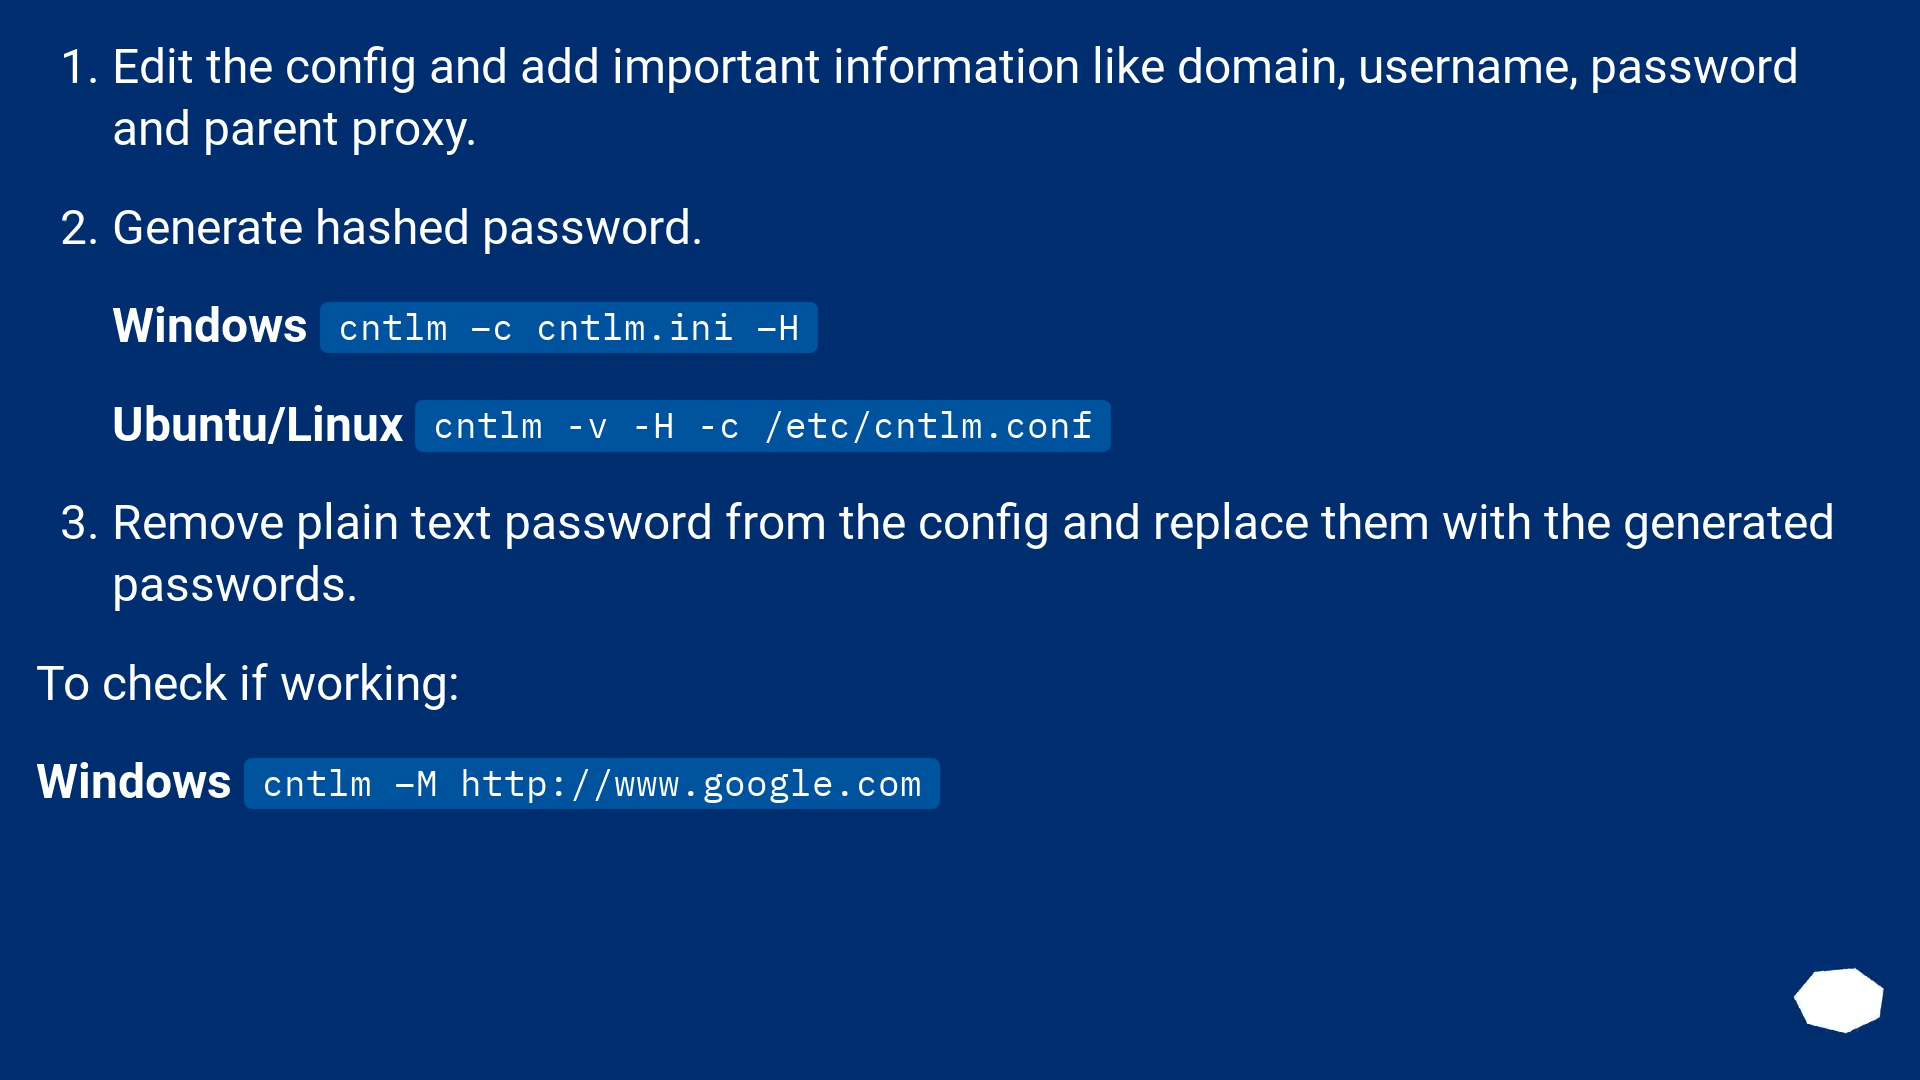 1. Edit the config and add important information like domain, username, password
and parent proxy.
2. Generate hashed password.
Windows cntlm –c cntlm.ini –H
Ubuntu/Linux cntlm -v -H -c /etc/cntlm.conf
3. Remove plain text password from the config and replace them with the generated
passwords.
To check if working:
Windows cntlm –M http://www.google.com